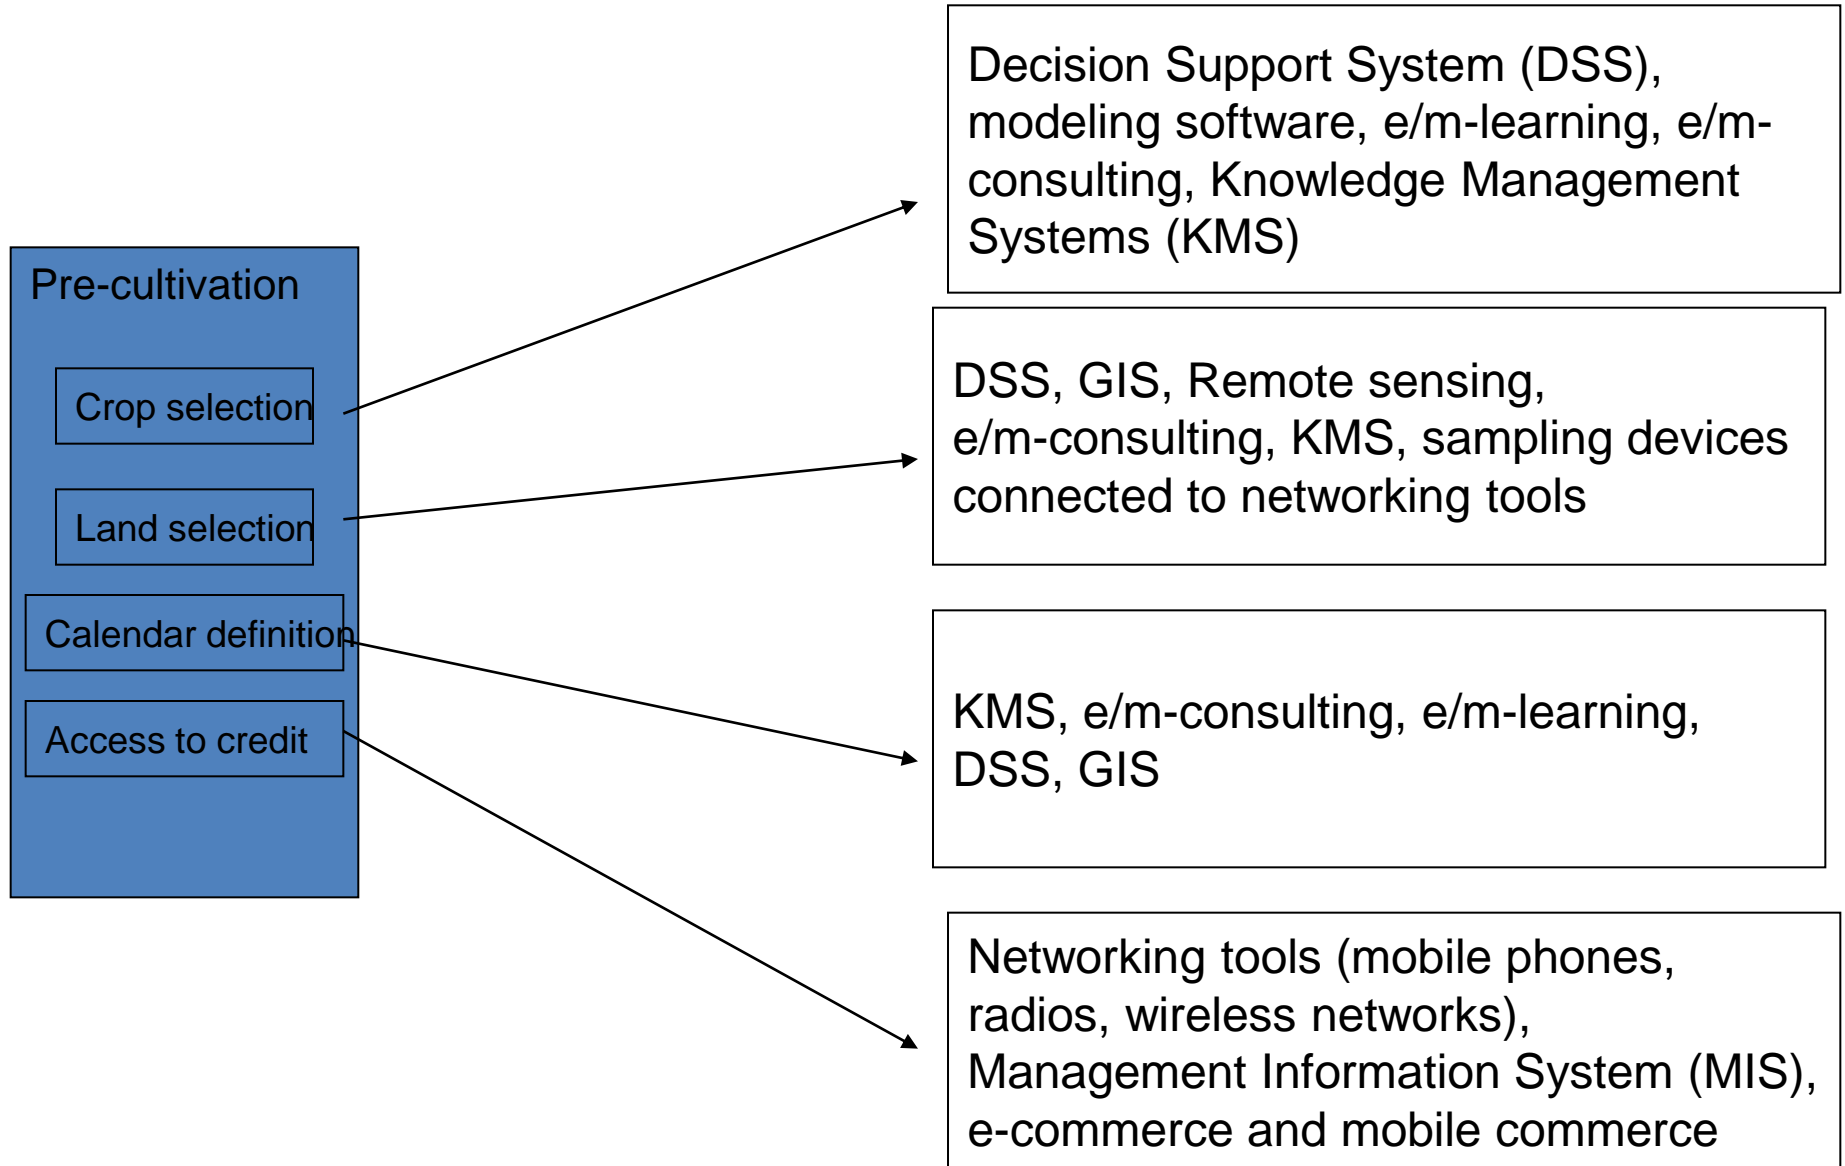 Pre-cultivation
Crop selection
Land selection
Calendar definition
Access to credit
Decision Support System (DSS),
modeling software, e/m-learning, e/m-
consulting, Knowledge Management
Systems (KMS)
DSS, GIS, Remote sensing,
e/m-consulting, KMS, sampling devices
connected to networking tools
KMS, e/m-consulting, e/m-learning,
DSS, GIS
Networking tools (mobile phones,
radios, wireless networks),
Management Information System (MIS),
e-commerce and mobile commerce